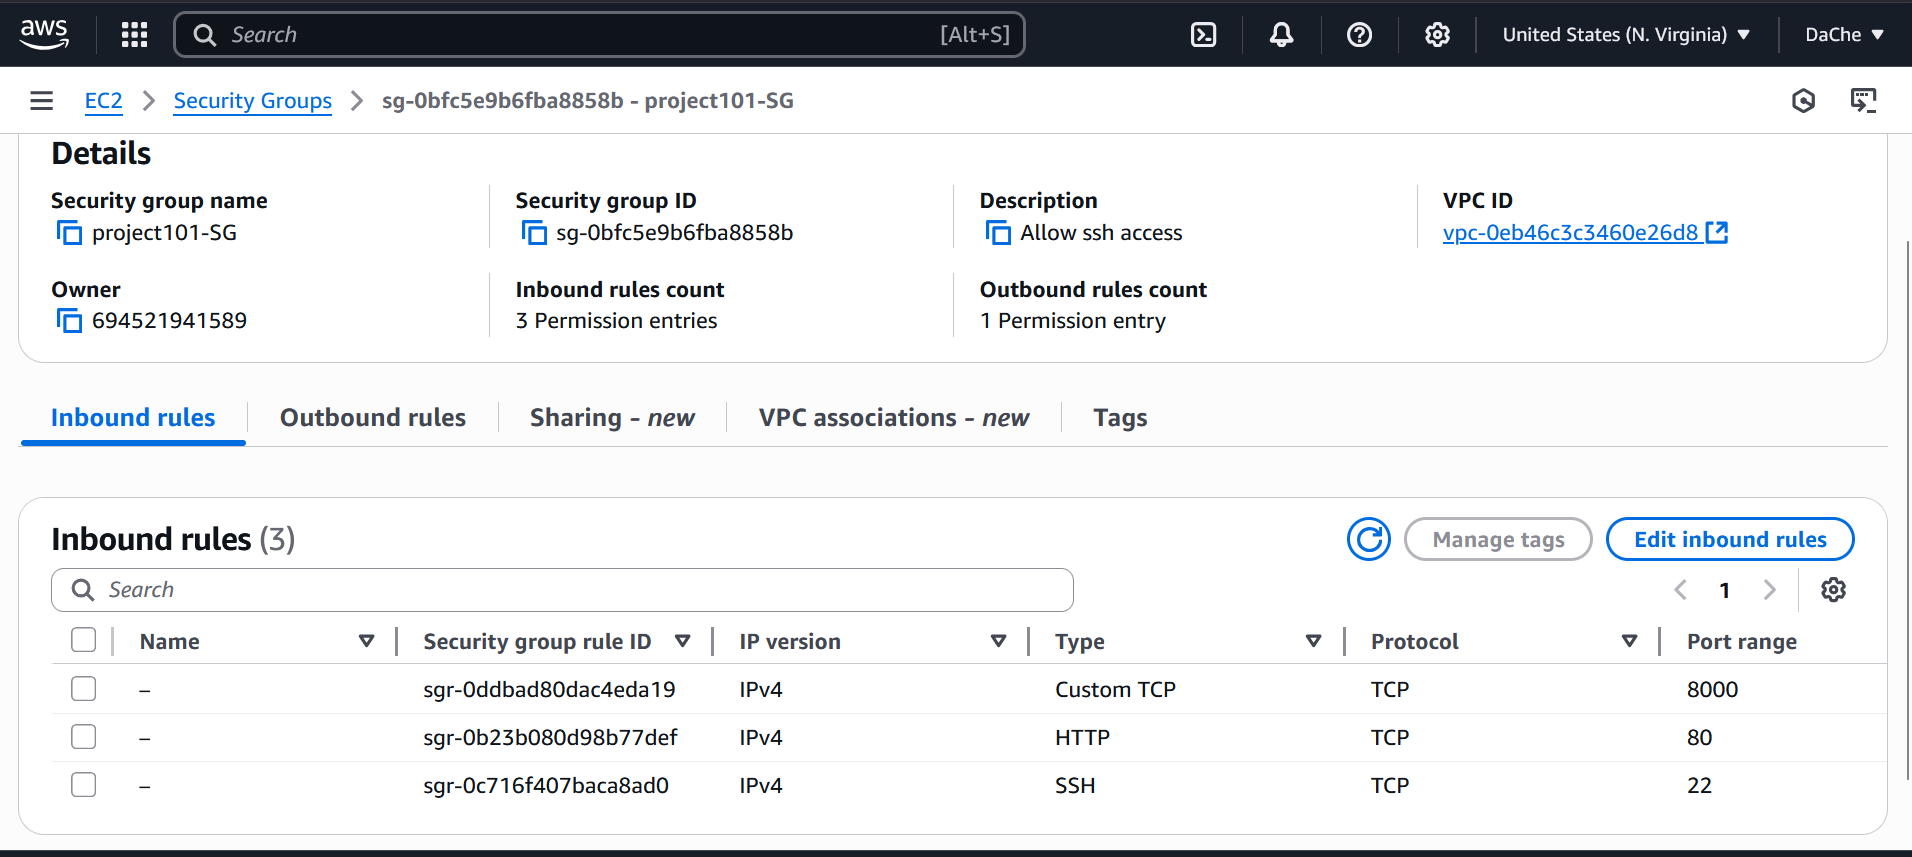 aws Search [Alt+S] United States (N. Virginia) DaChe
EC2 Security Groups sg-0bfc5e9b6fba8858b - project101-SG
Details
Security group name Security group ID Description VPC ID
project101-SG sg-0bfc5e9b6fba8858b Allow ssh access vpc-0eb46c3c3460e26d8
Owner Inbound rules count Outbound rules count
694521941589 3 Permission entries 1 Permission entry
Inbound rules Outbound rules Sharing - new VPC associations - new Tags
Inbound rules (3) Manage tags Edit inbound rules
Search 1
Name Security group rule ID IP version Type Protocol Port range
– sgr-0ddbad80dac4eda19 IPv4 Custom TCP TCP 8000
– sgr-0b23b080d98b77def IPv4 HTTP TCP 80
– sgr-0c716f407baca8ad0 IPv4 SSH TCP 22